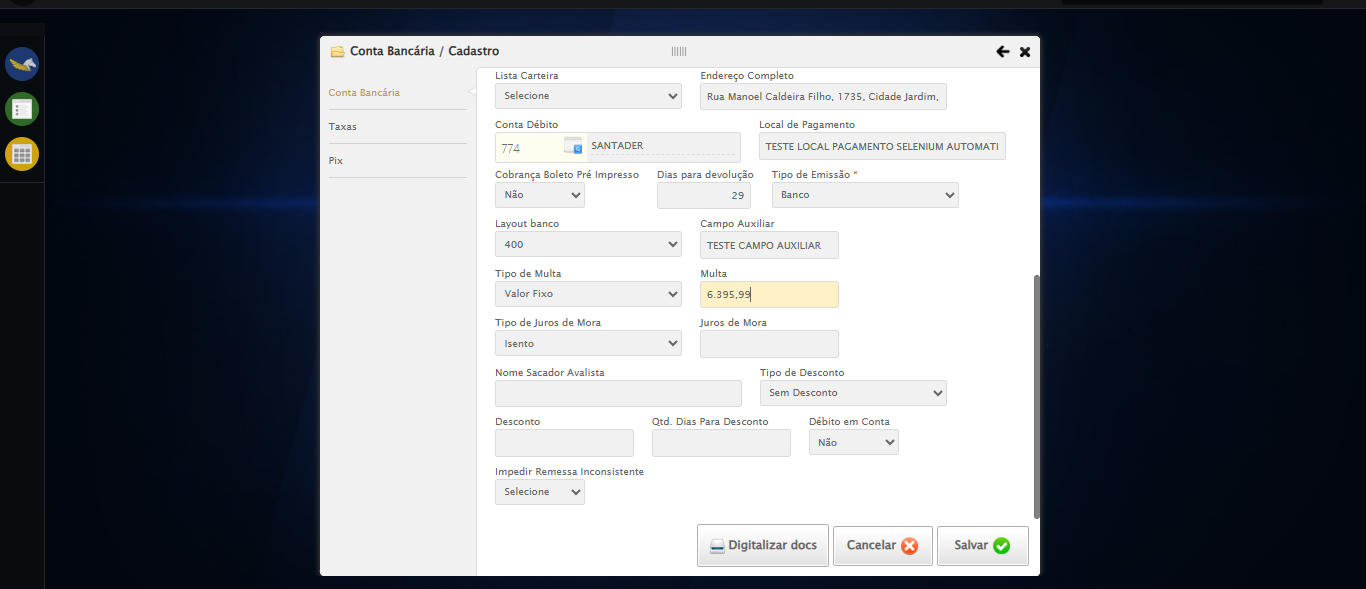 Conta Bancária / Cadastro
Conta Bancária
Taxas
Pix
Lista Carteira
Endereço Completo
Selecione
Rua Manoel Caldeira Filho, 1735, Cidade Jardim,
Conta Débito
Local de Pagamento
774
SANTADER
TESTE LOCAL PAGAMENTO SELENIUM AUTOMATI
Cobrança Boleto Pré Impresso
Dias para devolução
Tipo de Emissão *
Não
29
Banco
Layout banco
Campo Auxiliar
400
TESTE CAMPO AUXILIAR
Tipo de Multa
Multa
Valor Fixo
6.395,99
Tipo de Juros de Mora
Juros de Mora
Isento
Nome Sacador Avalista
Tipo de Desconto
Sem Desconto
Desconto
Qtd. Dias Para Desconto
Débito em Conta
Não
Impedir Remessa Inconsistente
Selecione
Digitalizar docs
Cancelar
Salvar